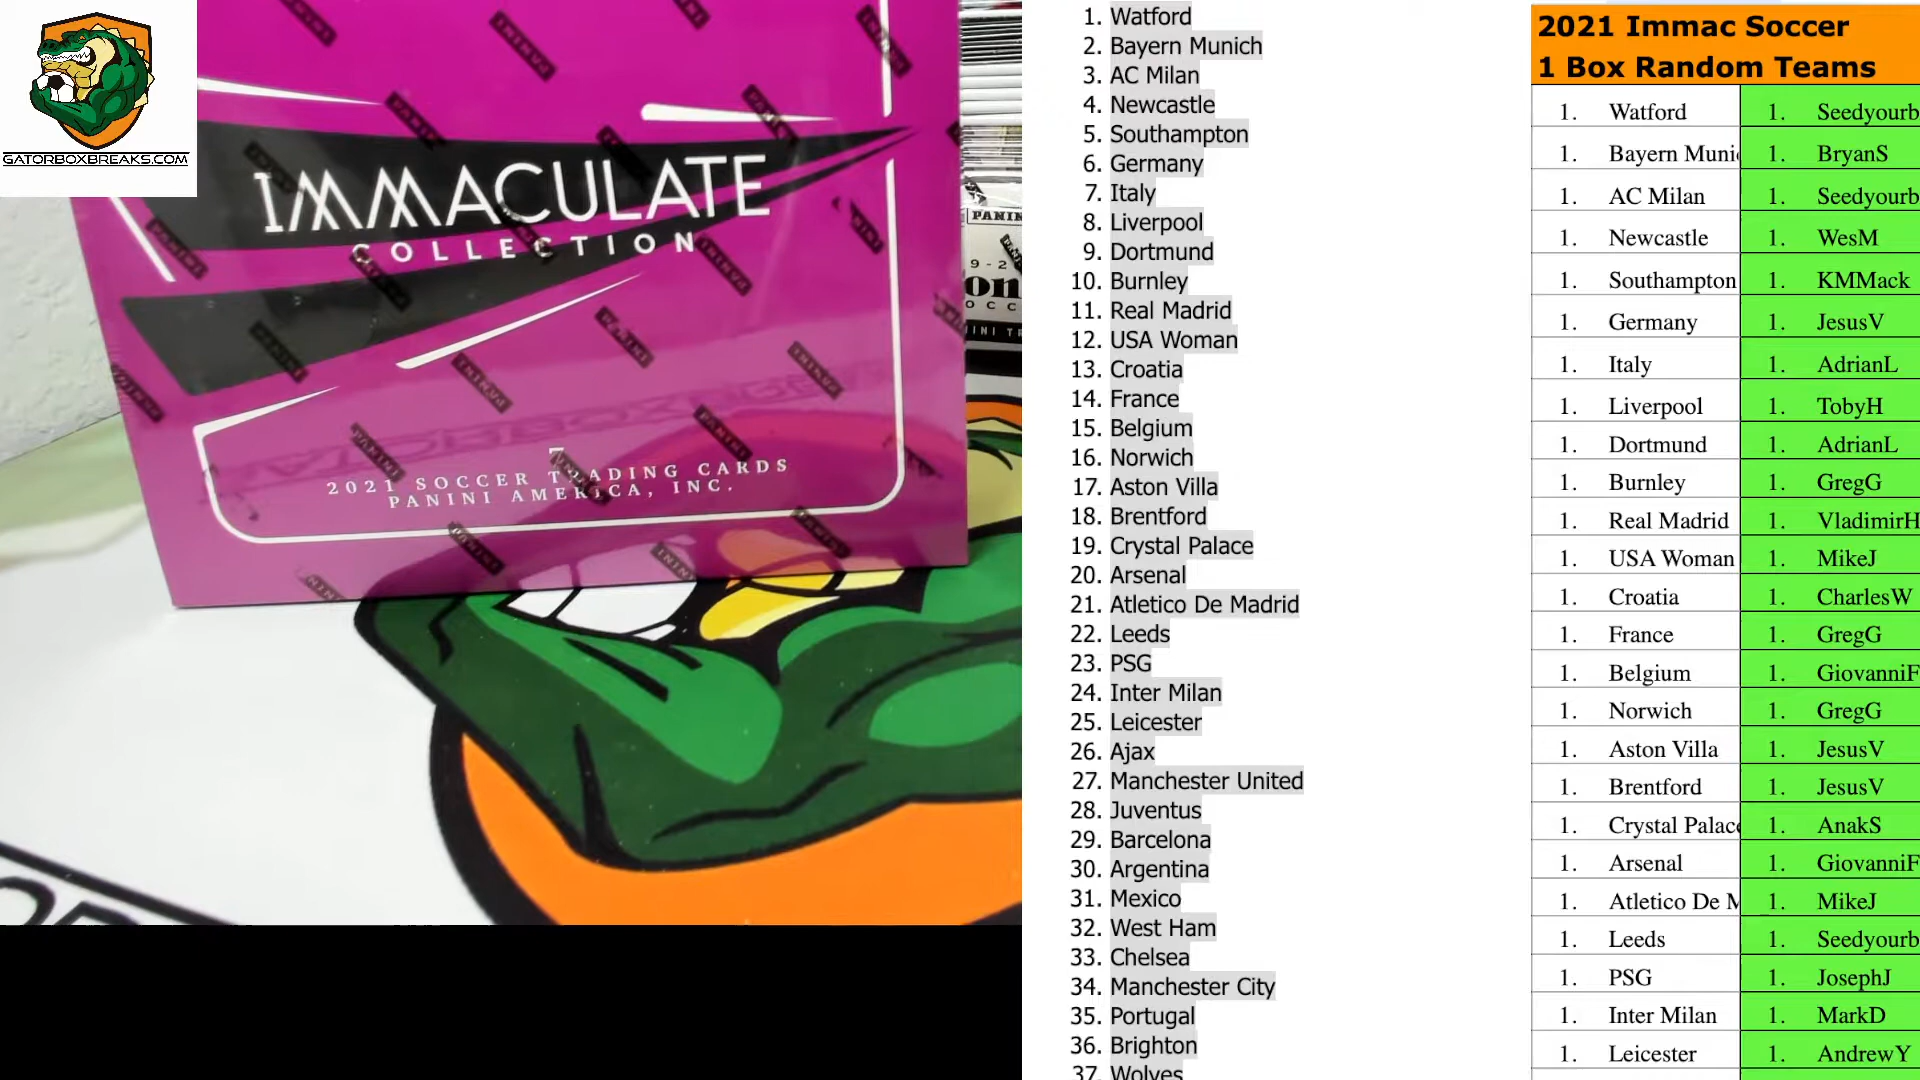 GATORBOXBREAKS.COM
IMMACULATE
COLLECTION
7
2021 SOCCER TRADING CARDS
PANINI AMERICA, INC.
PANINI
1. Watford
2. Bayern Munich
3. AC Milan
4. Newcastle
5. Southampton
6. Germany
7. Italy
8. Liverpool
9. Dortmund
10. Burnley
11. Real Madrid
12. USA Woman
13. Croatia
14. France
15. Belgium
16. Norwich
17. Aston Villa
18. Brentford
19. Crystal Palace
20. Arsenal
21. Atletico De Madrid
22. Leeds
23. PSG
24. Inter Milan
25. Leicester
26. Ajax
27. Manchester United
28. Juventus
29. Barcelona
30. Argentina
31. Mexico
32. West Ham
33. Chelsea
34. Manchester City
35. Portugal
36. Brighton
37. Wolves
2021 Immac Soccer
1 Box Random Teams
1. Watford 1. Seedyourb
1. Bayern Muni 1. BryanS
1. AC Milan 1. Seedyourb
1. Newcastle 1. WesM
1. Southampton 1. KMMack
1. Germany 1. JesusV
1. Italy 1. AdrianL
1. Liverpool 1. TobyH
1. Dortmund 1. AdrianL
1. Burnley 1. GregG
1. Real Madrid 1. VladimirH
1. USA Woman 1. MikeJ
1. Croatia 1. CharlesW
1. France 1. GregG
1. Belgium 1. GiovanniF
1. Norwich 1. GregG
1. Aston Villa 1. JesusV
1. Brentford 1. JesusV
1. Crystal Palac 1. AnakS
1. Arsenal 1. GiovanniF
1. Atletico De M 1. MikeJ
1. Leeds 1. Seedyourb
1. PSG 1. JosephJ
1. Inter Milan 1. MarkD
1. Leicester 1. AndrewY